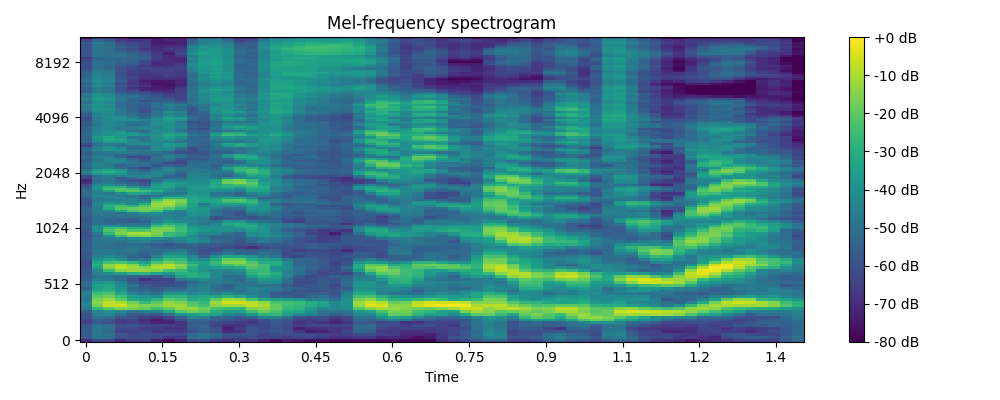 Mel-frequency spectrogram
Hz
8192
4096
2048
1024
512
0
0 0.15 0.3 0.45 0.6 0.75 0.9 1.1 1.2 1.4
Time
+0 dB
-10 dB
-20 dB
-30 dB
-40 dB
-50 dB
-60 dB
-70 dB
-80 dB